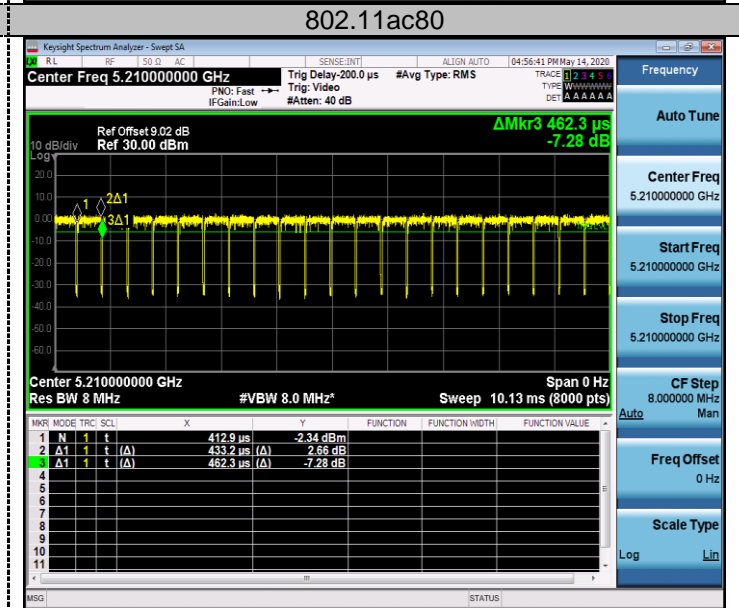 802.11ac80
Keysight Spectrum Analyzer - Swept SA
RL RF 50 Ω AC SENSE:INT ALIGN AUTO 04:56:41 PM May 14, 2020
Center Freq 5.210000000 GHz
PNO: Fast
IFGain:Low
Trig Delay-200.0 µs
Trig: Video
#Atten: 40 dB
#Avg Type: RMS
TRACE 1 2 3 4 5 6
TYPE WWWWWW
DET A A A A A A
Frequency
Ref Offset 9.02 dB
10 dB/div Ref 30.00 dBm
Log
ΔMkr3 462.3 µs
-7.28 dB
20.0
10.0
0.00
-10.0
-20.0
-30.0
-40.0
-50.0
-60.0
1
2Δ1
3Δ1
Center 5.210000000 GHz Span 0 Hz
Res BW 8 MHz #VBW 8.0 MHz* Sweep 10.13 ms (8000 pts)
MKR MODE TRC SCL X Y FUNCTION FUNCTION WIDTH FUNCTION VALUE
1 N 1 t 412.9 µs -2.34 dBm
2 Δ1 1 t (Δ) 433.2 µs (Δ) 2.66 dB
3 Δ1 1 t (Δ) 462.3 µs (Δ) -7.28 dB
4
5
6
7
8
9
10
11
MSG STATUS
Auto Tune
Center Freq
5.210000000 GHz
Start Freq
5.210000000 GHz
Stop Freq
5.210000000 GHz
CF Step
8.000000 MHz
Auto Man
Freq Offset
0 Hz
Scale Type
Log Lin